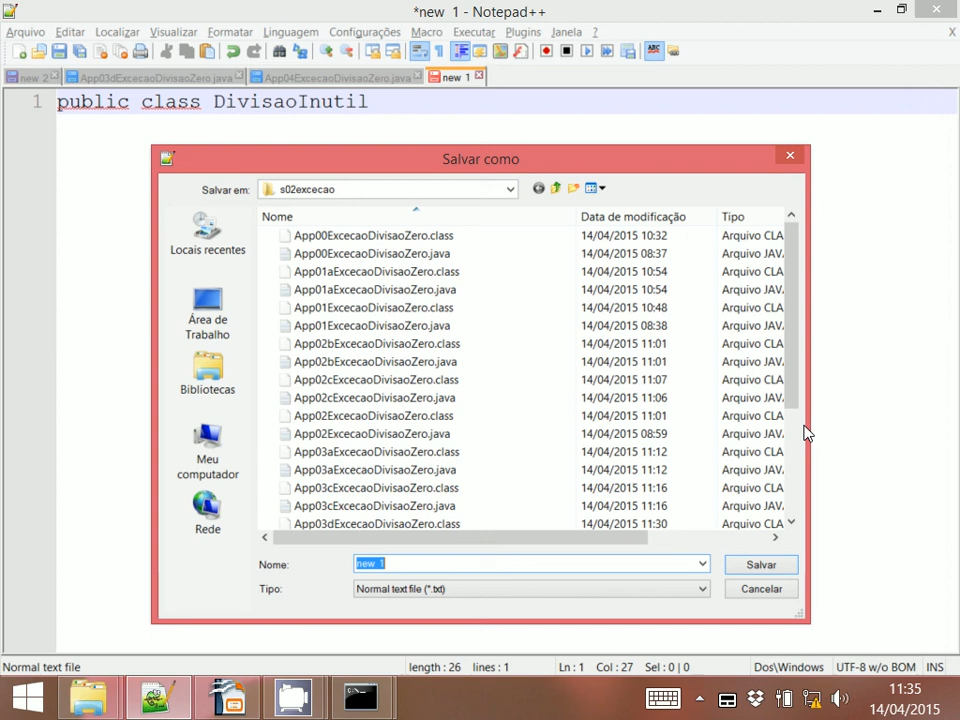 *new 1 - Notepad++
Arquivo Editar Localizar Visualizar Formatar Linguagem Configurações Macro Executar Plugins Janela ? X
new 2 App03dExcecaoDivisaoZero.java App04ExcecaoDivisaoZero.java new 1
1 public class DivisaoInutil
Salvar como
Salvar em: s02excecao
Nome Data de modificação Tipo
App00ExcecaoDivisaoZero.class 14/04/2015 10:32 Arquivo CLA
App00ExcecaoDivisaoZero.java 14/04/2015 08:37 Arquivo JAV.
App01aExcecaoDivisaoZero.class 14/04/2015 10:54 Arquivo CLA
App01aExcecaoDivisaoZero.java 14/04/2015 10:54 Arquivo JAV.
App01ExcecaoDivisaoZero.class 14/04/2015 10:48 Arquivo CLA
App01ExcecaoDivisaoZero.java 14/04/2015 08:38 Arquivo JAV.
App02bExcecaoDivisaoZero.class 14/04/2015 11:01 Arquivo CLA
App02bExcecaoDivisaoZero.java 14/04/2015 11:01 Arquivo JAV.
App02cExcecaoDivisaoZero.class 14/04/2015 11:07 Arquivo CLA
App02cExcecaoDivisaoZero.java 14/04/2015 11:06 Arquivo JAV.
App02ExcecaoDivisaoZero.class 14/04/2015 11:01 Arquivo CLA
App02ExcecaoDivisaoZero.java 14/04/2015 08:59 Arquivo JAV.
App03aExcecaoDivisaoZero.class 14/04/2015 11:12 Arquivo CLA
App03aExcecaoDivisaoZero.java 14/04/2015 11:12 Arquivo JAV.
App03cExcecaoDivisaoZero.class 14/04/2015 11:16 Arquivo CLA
App03cExcecaoDivisaoZero.java 14/04/2015 11:16 Arquivo JAV.
App03dExcecaoDivisaoZero.class 14/04/2015 11:30 Arquivo CLA
Locais recentes
Área de
Trabalho
Bibliotecas
Meu
computador
Rede
Nome: new 1 Salvar
Tipo: Normal text file (*.txt) Cancelar
Normal text file length : 26 lines : 1 Ln : 1 Col : 27 Sel : 0 | 0 Dos\Windows UTF-8 w/o BOM INS
11:35
14/04/2015